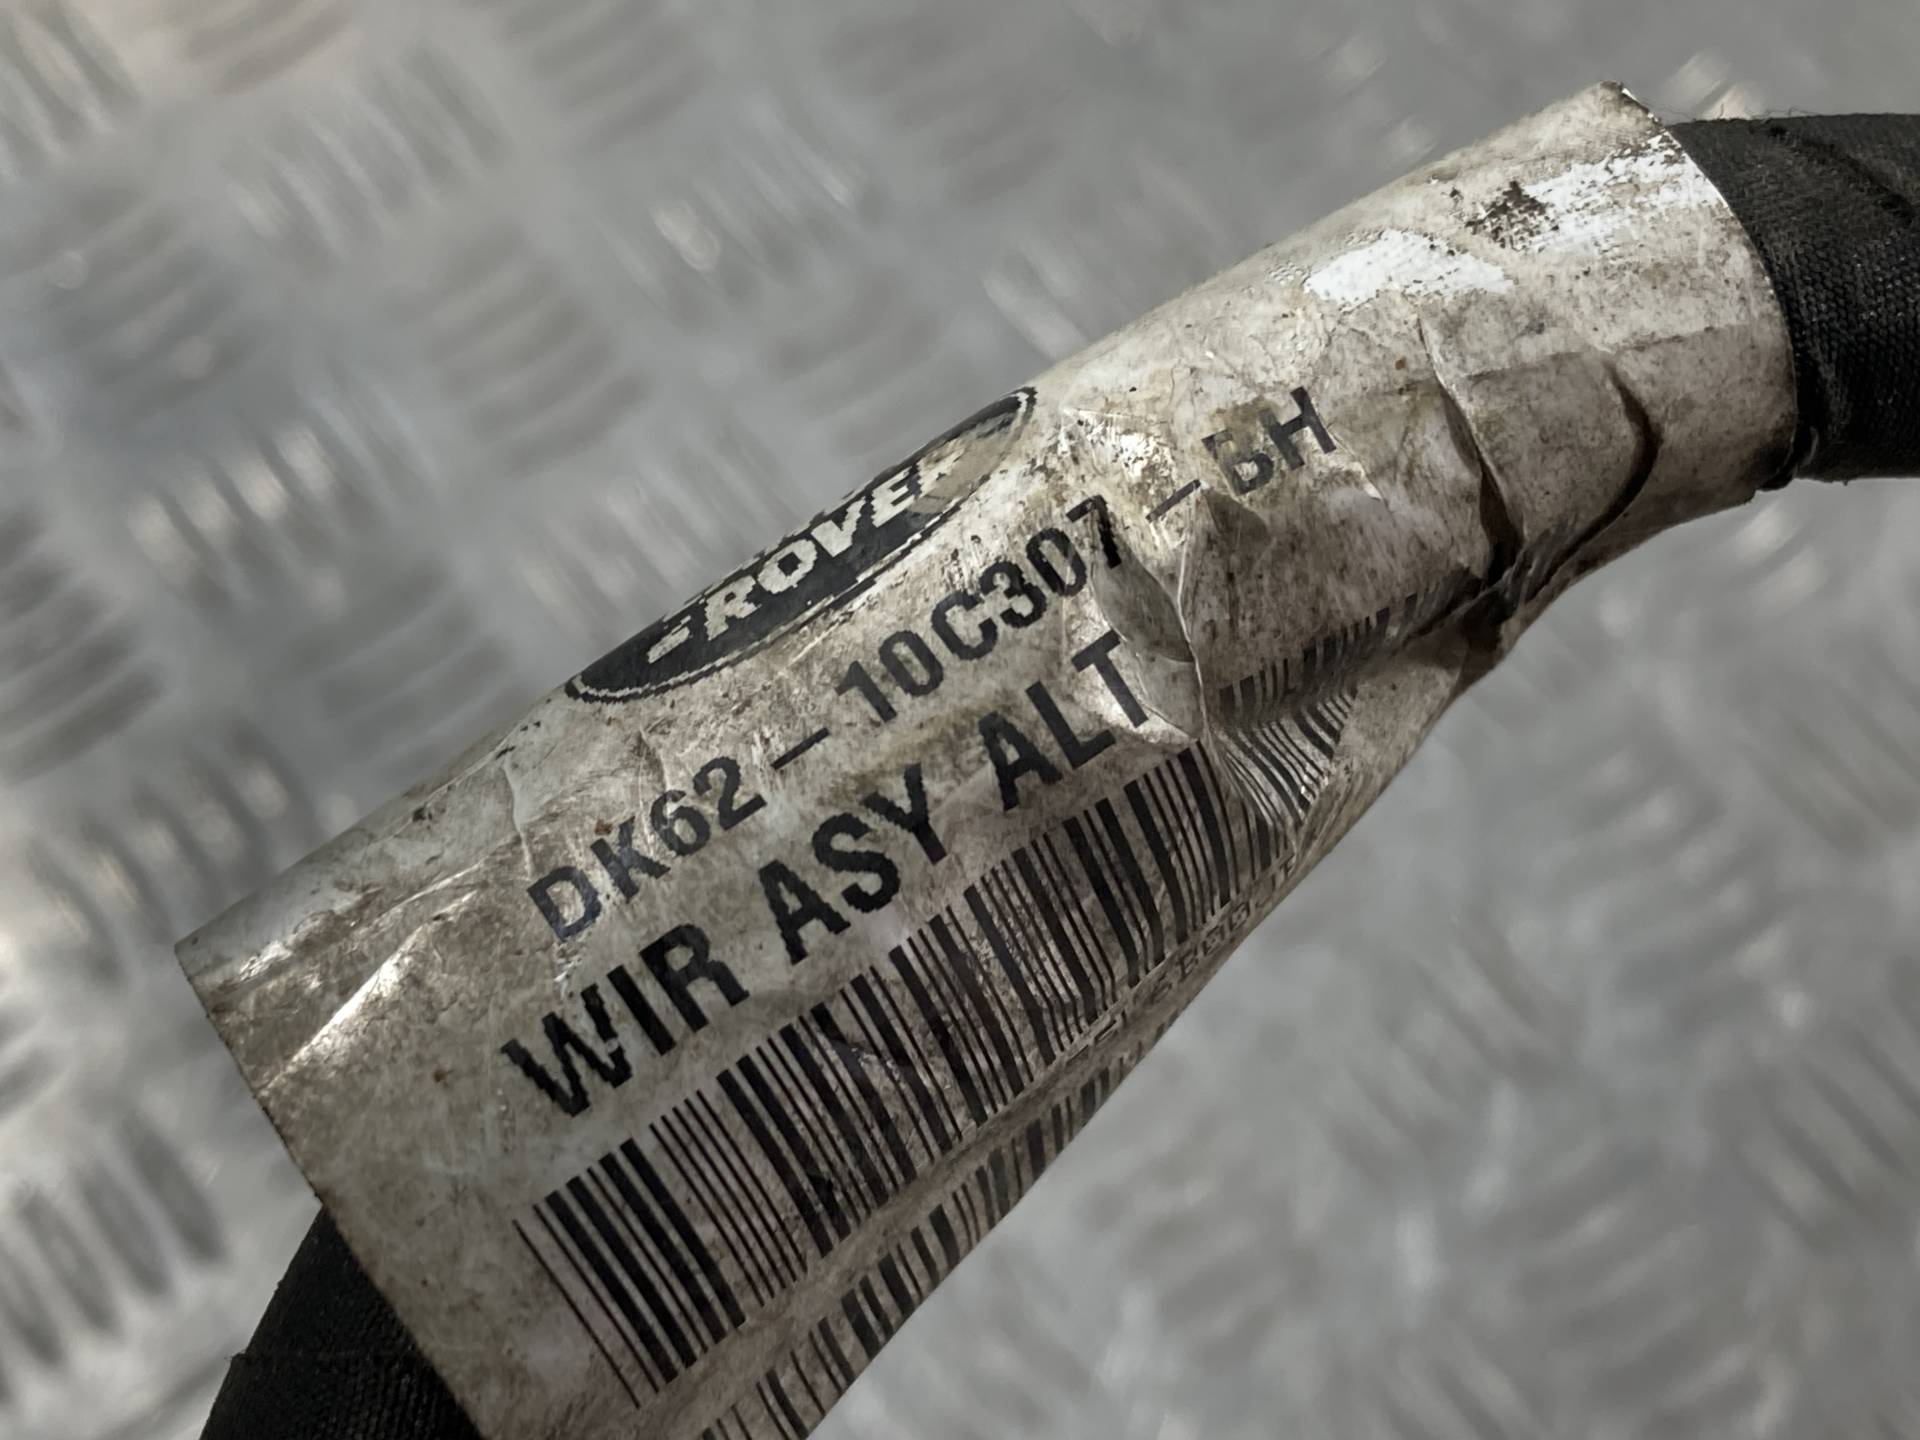 ROVER
DK62-10C307-BH
WIR ASY ALT